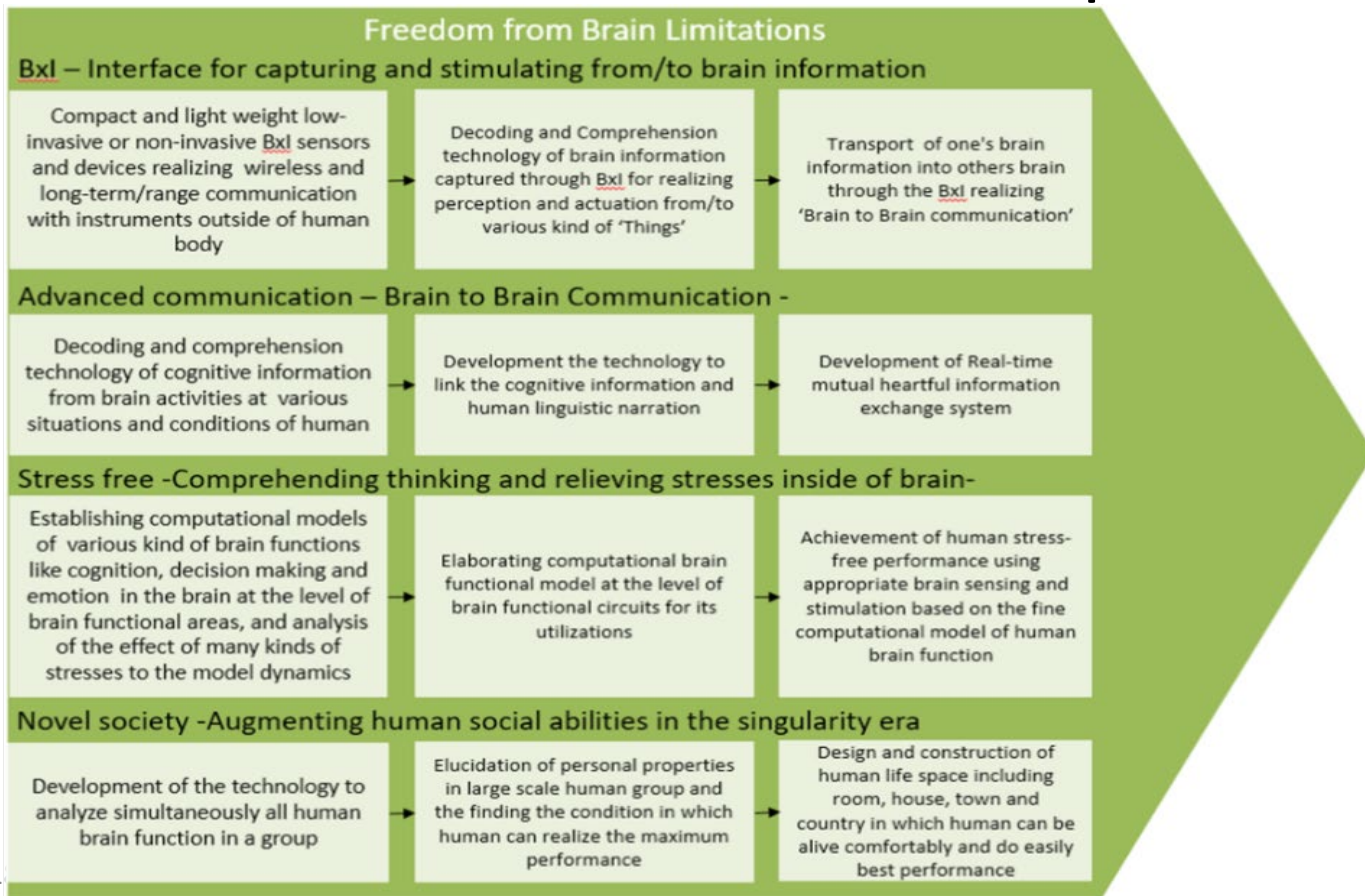 Freedom from Brain Limitations
BxI – Interface for capturing and stimulating from/to brain information
Compact and light weight low-
invasive or non-invasive BxI sensors
and devices realizing wireless and
long-term/range communication
with instruments outside of human
body
Decoding and Comprehension
technology of brain information
captured through BxI for realizing
perception and actuation from/to
various kind of ‘Things’
Transport of one's brain
information into others brain
through the BxI realizing
‘Brain to Brain communication’
Advanced communication – Brain to Brain Communication -
Decoding and comprehension
technology of cognitive information
from brain activities at various
situations and conditions of human
Development the technology to
link the cognitive information and
human linguistic narration
Development of Real-time
mutual heartful information
exchange system
Stress free -Comprehending thinking and relieving stresses inside of brain-
Establishing computational models
of various kind of brain functions
like cognition, decision making and
emotion in the brain at the level of
brain functional areas, and analysis
of the effect of many kinds of
stresses to the model dynamics
Elaborating computational brain
functional model at the level of
brain functional circuits for its
utilizations
Achievement of human stress-
free performance using
appropriate brain sensing and
stimulation based on the fine
computational model of human
brain function
Novel society -Augmenting human social abilities in the singularity era
Development of the technology to
analyze simultaneously all human
brain function in a group
Elucidation of personal properties
in large scale human group and
the finding the condition in which
human can realize the maximum
performance
Design and construction of
human life space including
room, house, town and
country in which human can be
alive comfortably and do easily
best performance